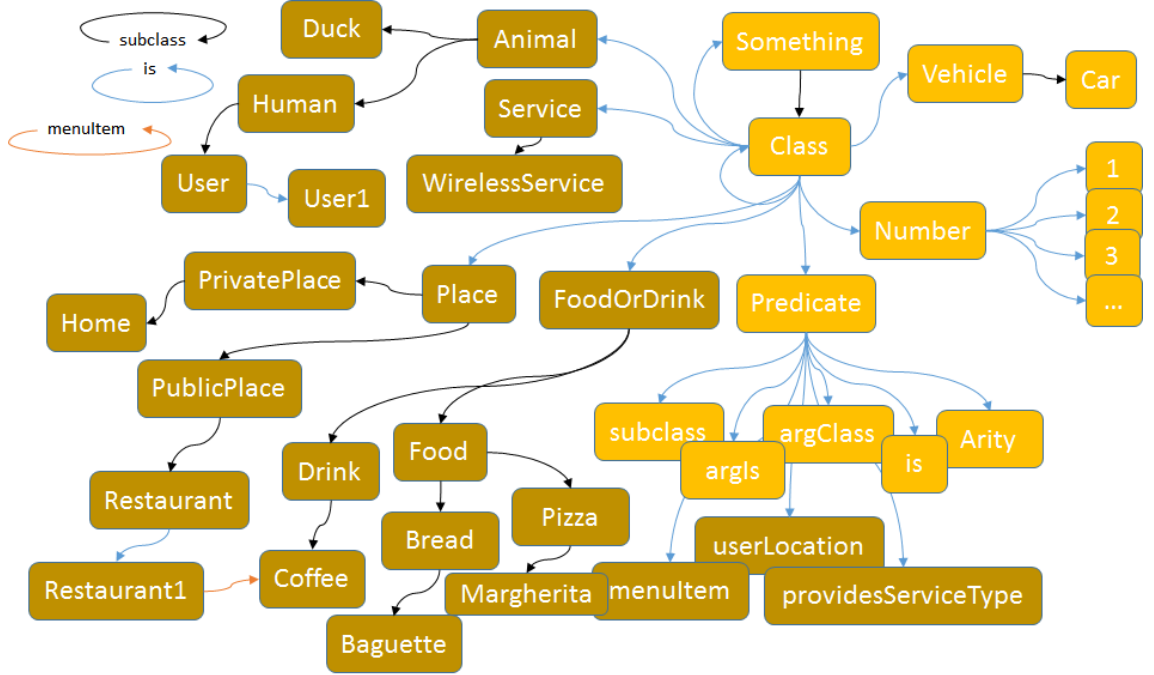 subclass
is
menuItem
Duck
Animal
Something
Vehicle
Car
Human
Service
Class
User
User1
WirelessService
Number
1
2
3
...
PrivatePlace
Place
FoodOrDrink
Predicate
Home
PublicPlace
subclass
argClass
Arity
argIs
is
Drink
Food
Restaurant
Bread
Pizza
userLocation
Restaurant1
Coffee
Margherita
menuItem
providesServiceType
Baguette